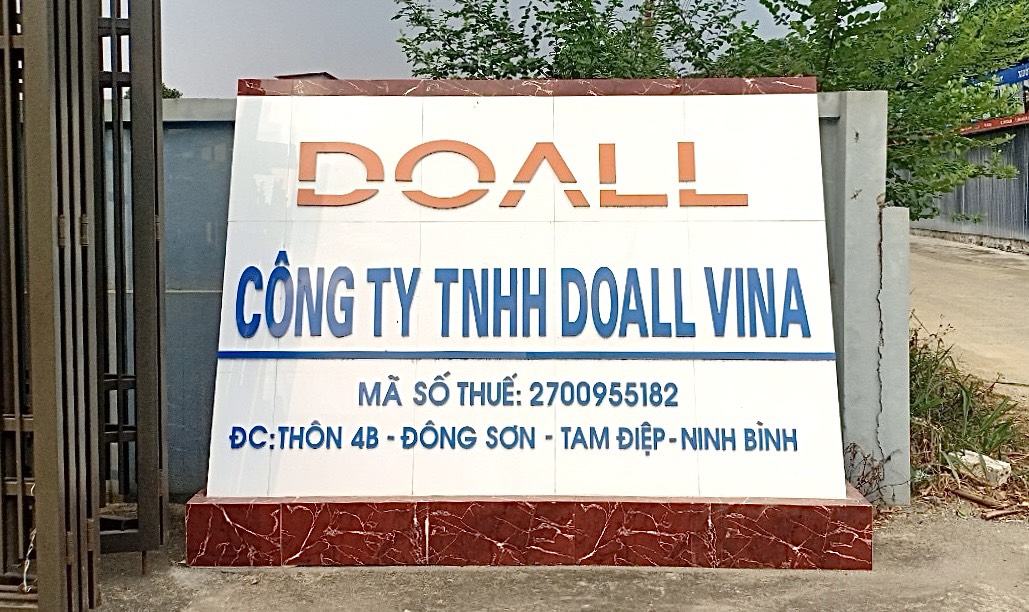 DOALL
CÔNG TY TNHH DOALL VINA
MÃ SỐ THUẾ: 2700955182
ĐC: THÔN 4B - ĐÔNG SƠN - TAM ĐIỆP - NINH BÌNH